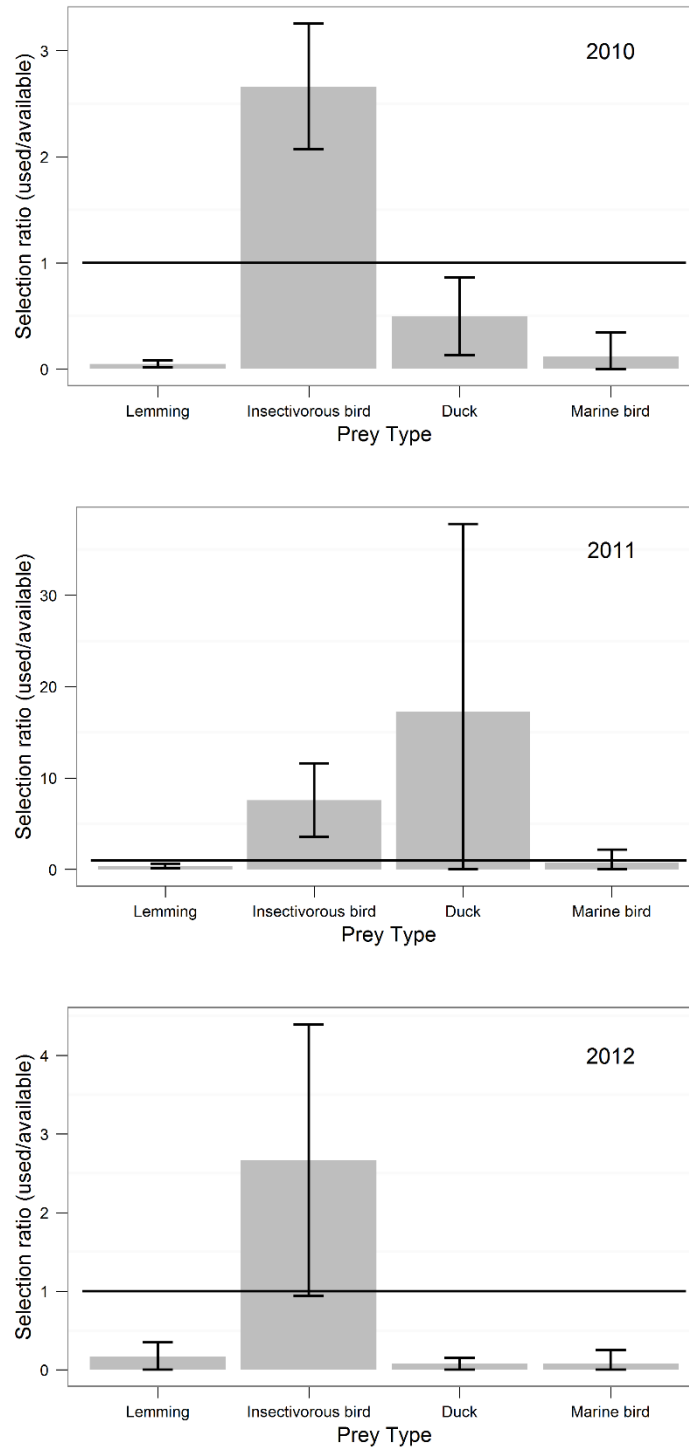 2010
Selection ratio (used/available)
3
2
1
0
Lemming Insectivorous bird Duck Marine bird
Prey Type
2011
Selection ratio (used/available)
30
20
10
0
Lemming Insectivorous bird Duck Marine bird
Prey Type
2012
Selection ratio (used/available)
4
3
2
1
0
Lemming Insectivorous bird Duck Marine bird
Prey Type